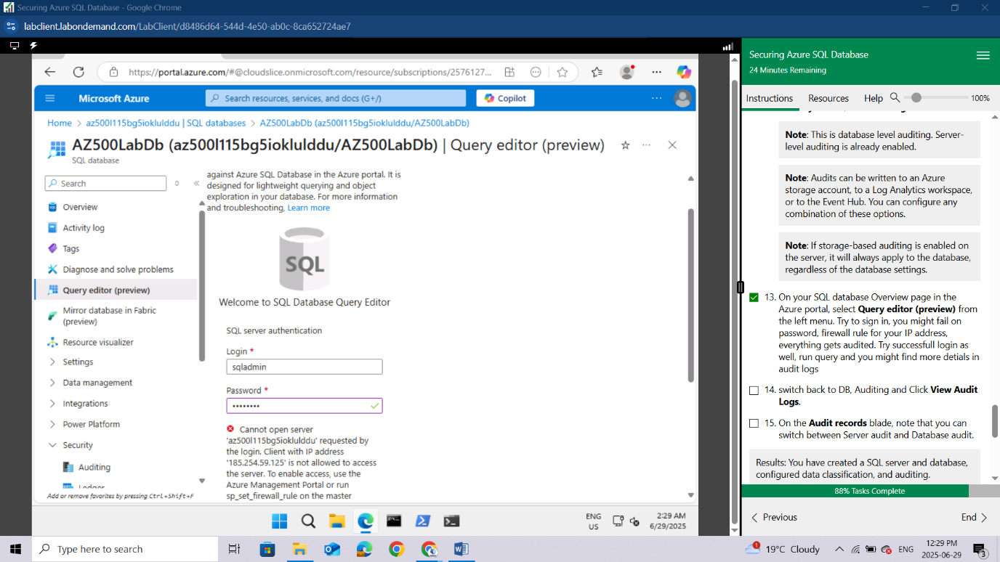 Securing Azure SQL Database - Google Chrome
labclient.labondemand.com/LabClient/d8486d64-544d-4e50-ab0c-8ca652724ae7
https://portal.azure.com/#@cloudslice.onmicrosoft.com/resource/subscriptions/2576127...
Microsoft Azure
Search resources, services, and docs (G+/)
Copilot
Home > az500l115bg5ioklulddu | SQL databases > AZ500LabDb (az500l115bg5ioklulddu/AZ500LabDb)
AZ500LabDb (az500l115bg5ioklulddu/AZ500LabDb) | Query editor (preview)
SQL database
Search
Overview
Activity log
Tags
Diagnose and solve problems
Query editor (preview)
Mirror database in Fabric
(preview)
Resource visualizer
Settings
Data management
Integrations
Power Platform
Security
Auditing
Ledger
Add or remove favorites by pressing Ctrl+Shift+F
against Azure SQL Database in the Azure portal. It is
designed for lightweight querying and object
exploration in your database. For more information
and troubleshooting, Learn more
SQL
Welcome to SQL Database Query Editor
SQL server authentication
Login *
sqladmin
Password *
••••••••
Cannot open server
'az500l115bg5ioklulddu' requested by
the login. Client with IP address
'185.254.59.125' is not allowed to access
the server. To enable access, use the
Azure Management Portal or run
sp_set_firewall_rule on the master
ENG
US
2:29 AM
6/29/2025
Securing Azure SQL Database
24 Minutes Remaining
Instructions
Resources
Help
100%
Note: This is database level auditing. Server-
level auditing is already enabled.
Note: Audits can be written to an Azure
storage account, to a Log Analytics workspace,
or to the Event Hub. You can configure any
combination of these options.
Note: If storage-based auditing is enabled on
the server, it will always apply to the database,
regardless of the database settings.
13. On your SQL database Overview page in the
Azure portal, select Query editor (preview) from
the left menu. Try to sign in, you might fail on
password, firewall rule for your IP address,
everything gets audited. Try successfull login as
well, run query and you might find more detials in
audit logs
14. switch back to DB, Auditing and Click View Audit
Logs.
15. On the Audit records blade, note that you can
switch between Server audit and Database audit.
Results: You have created a SQL server and database,
configured data classification, and auditing.
88% Tasks Complete
Previous
End
Type here to search
1
19°C Cloudy
ENG
12:29 PM
2025-06-29
3